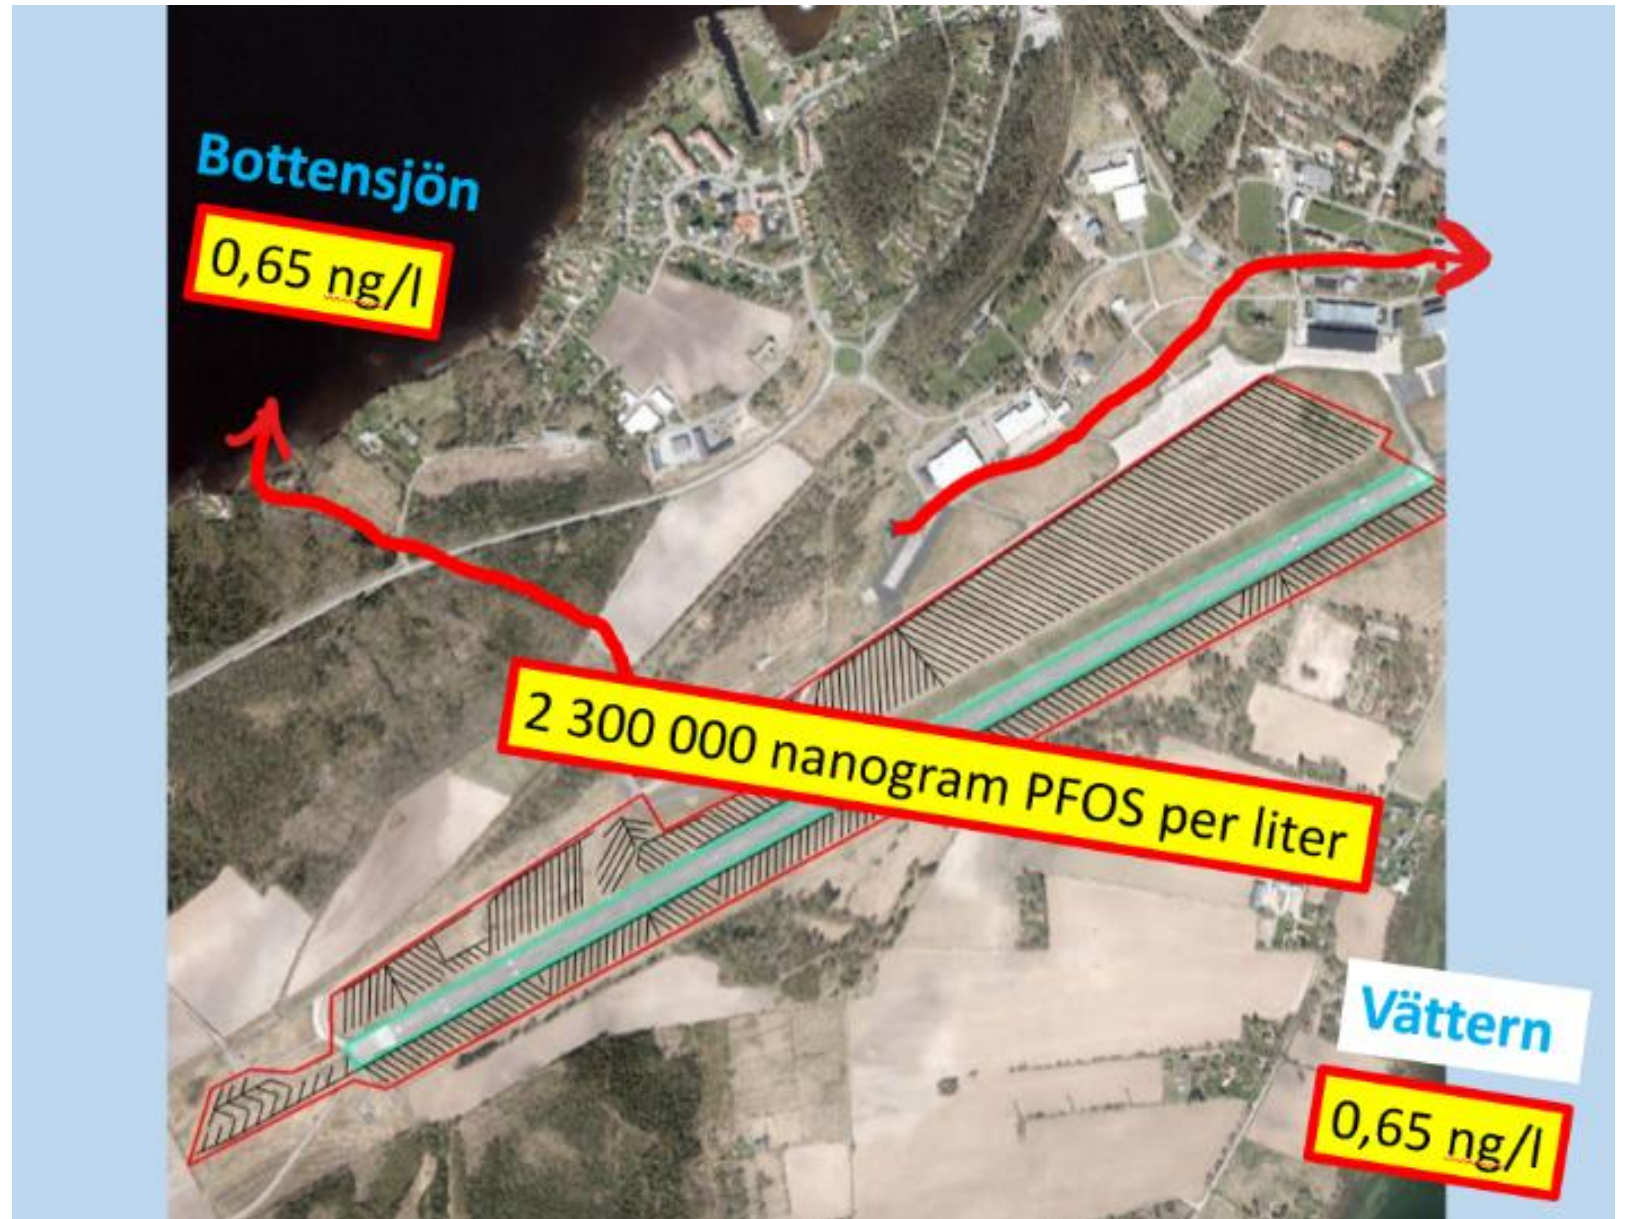 Bottensjön
0,65 ng/l
2 300 000 nanogram PFOS per liter
Vättern
0,65 ng/l